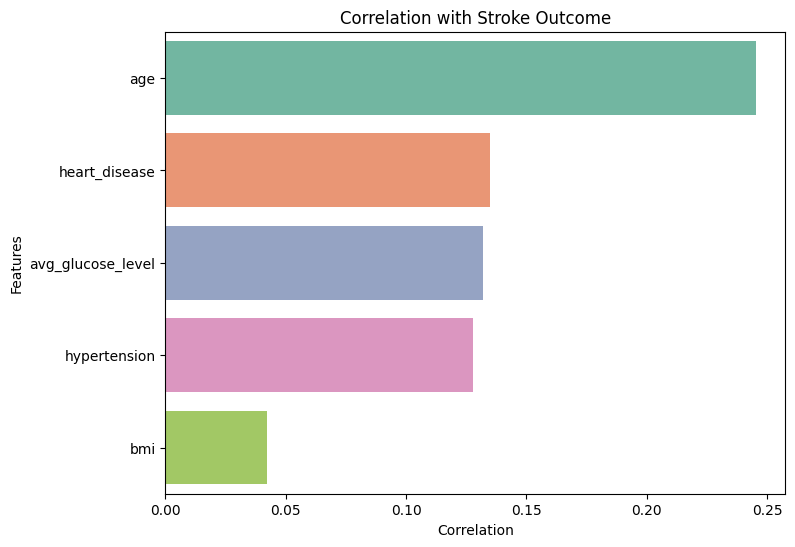 Correlation with Stroke Outcome
Features
age
heart_disease
avg_glucose_level
hypertension
bmi
0.00 0.05 0.10 0.15 0.20 0.25
Correlation